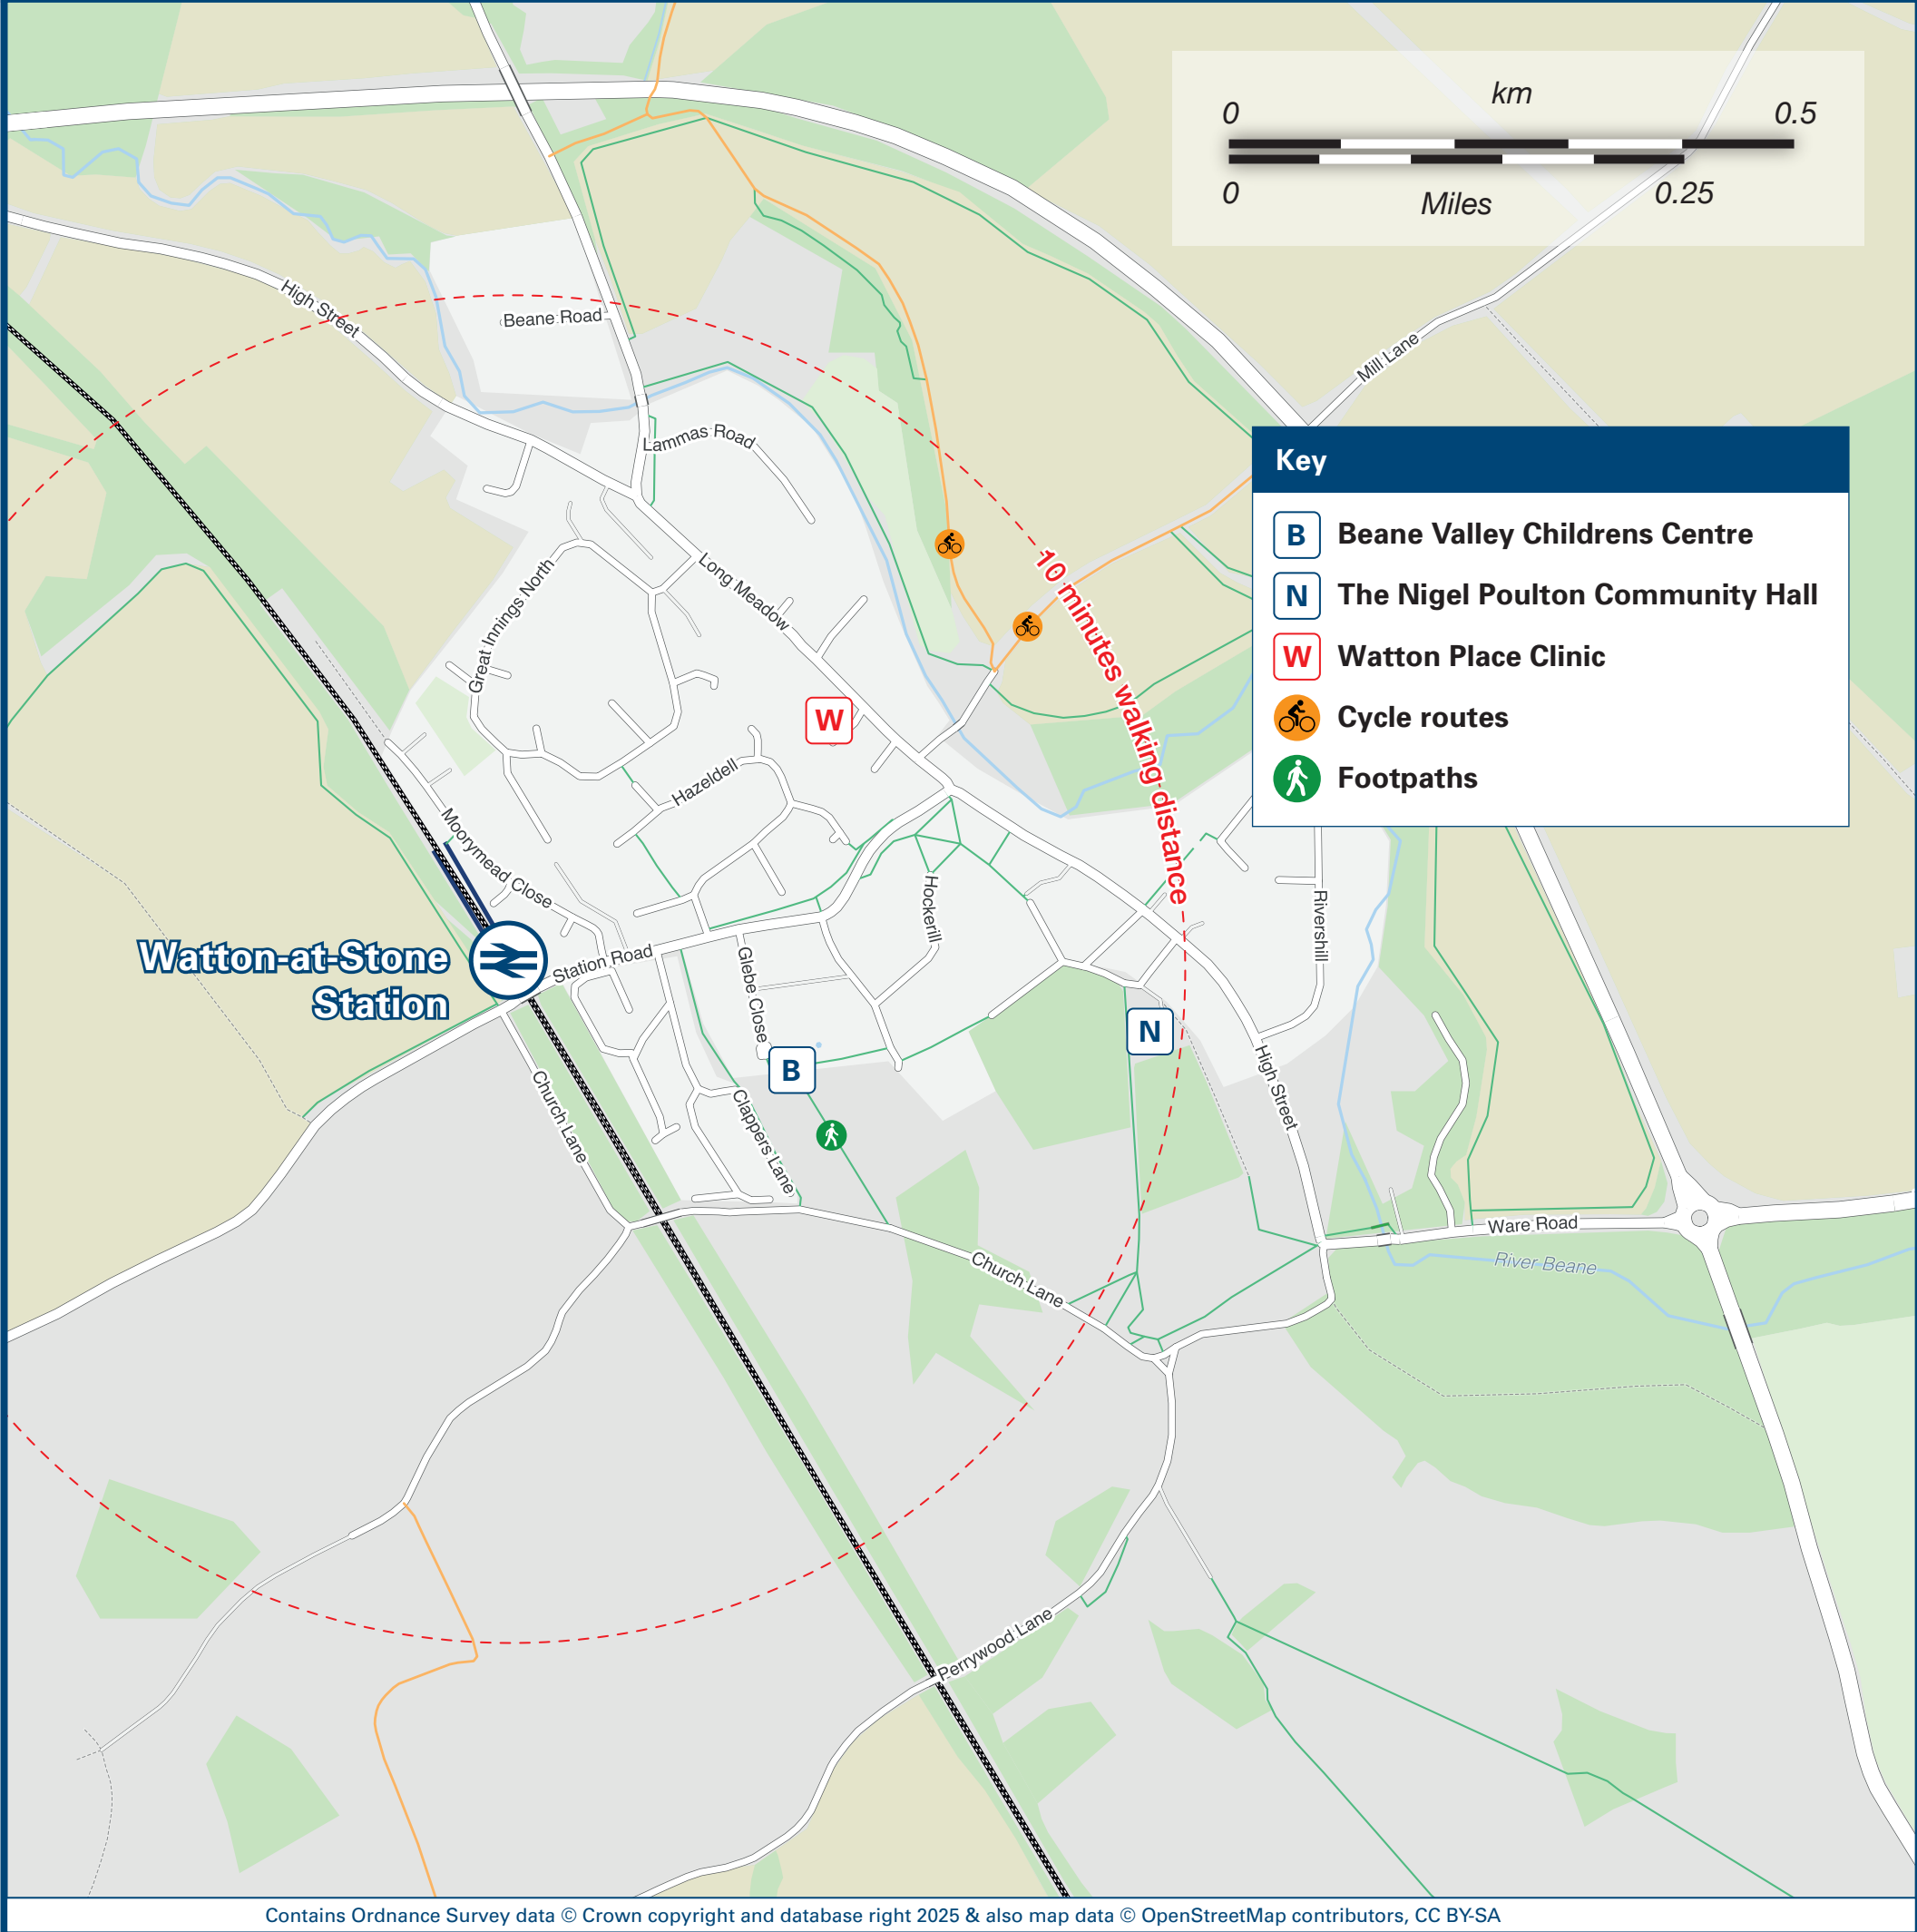 km
0
0.5
0
Miles
0.25
High Street
Beane Road
Mill Lane
Lammas Road
Key
B Beane Valley Childrens Centre
N The Nigel Poulton Community Hall
W Watton Place Clinic
Cycle routes
Footpaths
Great Innings North
Long Meadow
10 minutes walking distance
W
Hazeldell
Moorymead Close
Hockerill
Rivershill
Watton-at-Stone
Station
Station Road
Glebe Close
N
B
High Street
Church Lane
Clappers Lane
Ware Road
River Beane
Church Lane
Perrywood Lane
Contains Ordnance Survey data © Crown copyright and database right 2025 & also map data © OpenStreetMap contributors, CC BY-SA